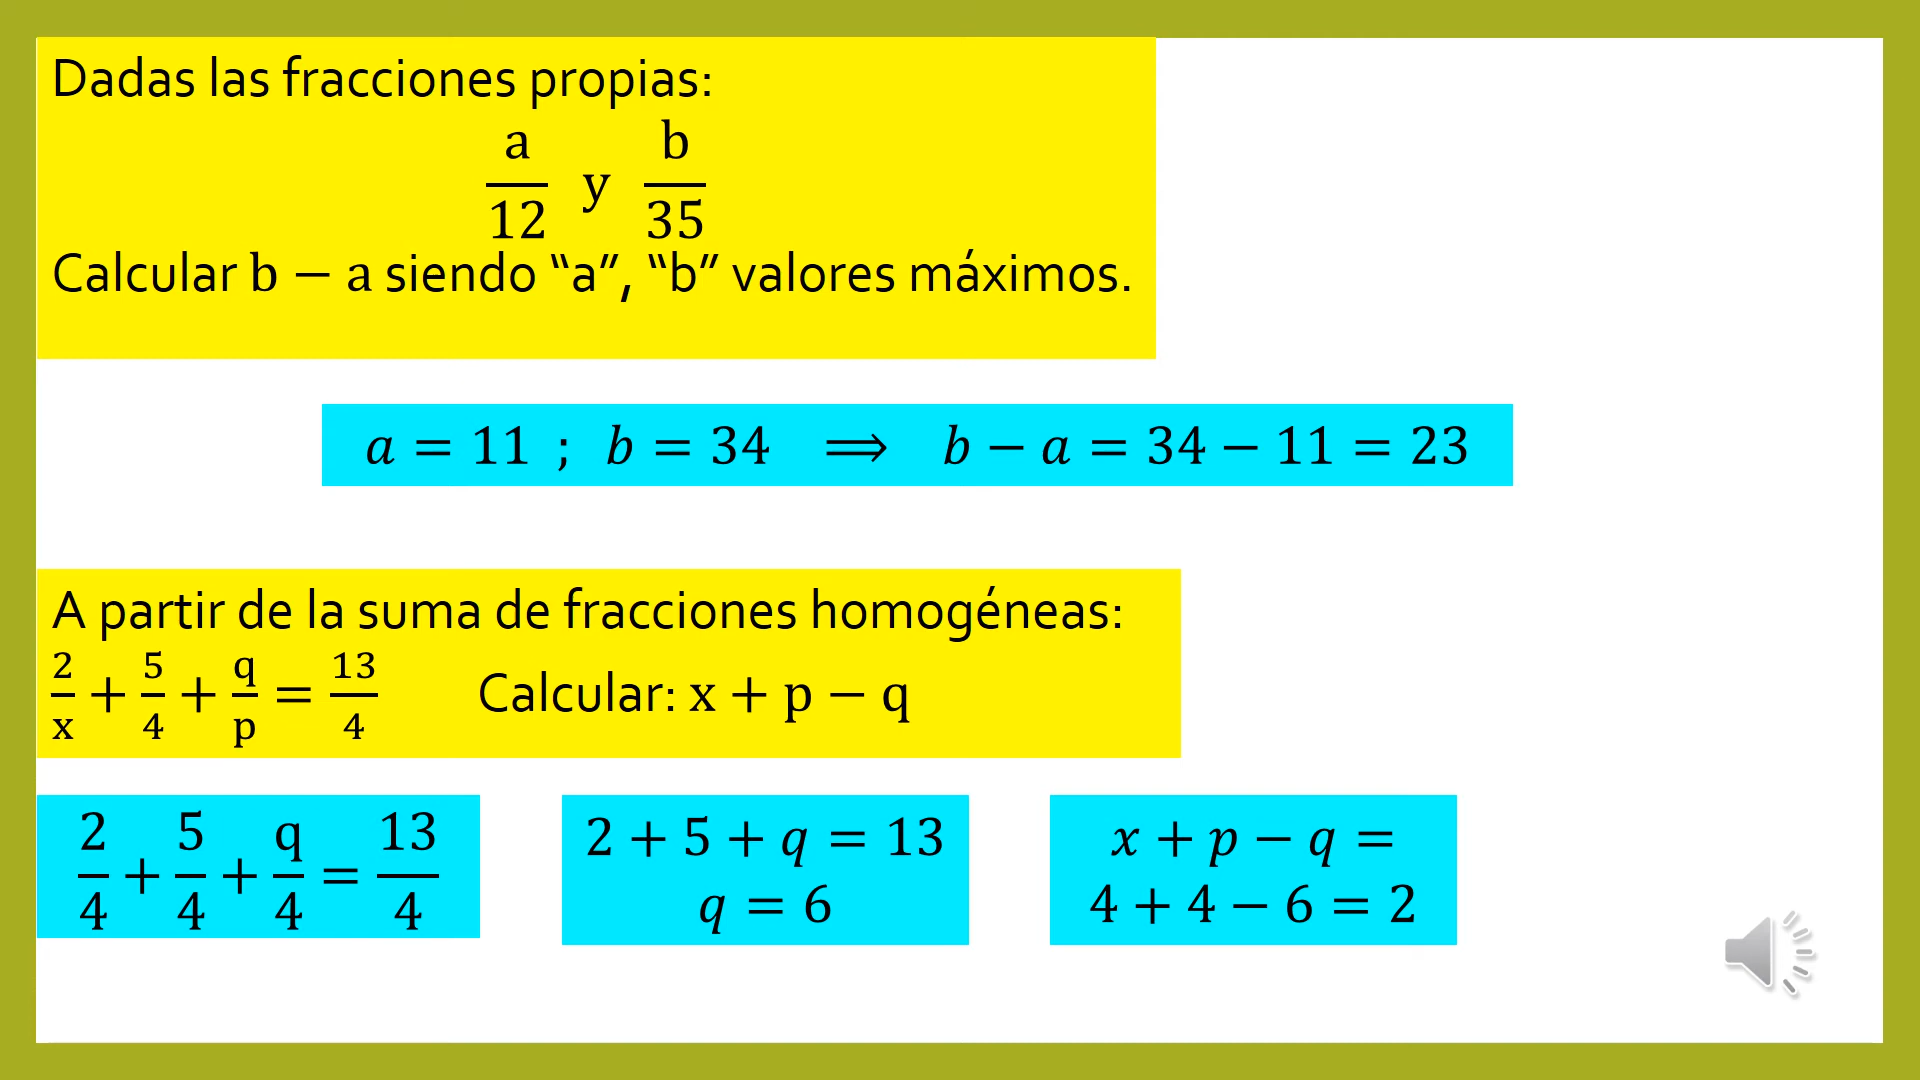 Dadas las fracciones propias:
a/12 y b/35
Calcular b − a siendo “a”, “b” valores máximos.
a = 11 ; b = 34 ⟹ b − a = 34 − 11 = 23
A partir de la suma de fracciones homogéneas:
2/x + 5/4 + q/p = 13/4 Calcular: x + p − q
2/4 + 5/4 + q/4 = 13/4
2 + 5 + q = 13
q = 6
x + p − q =
4 + 4 − 6 = 2